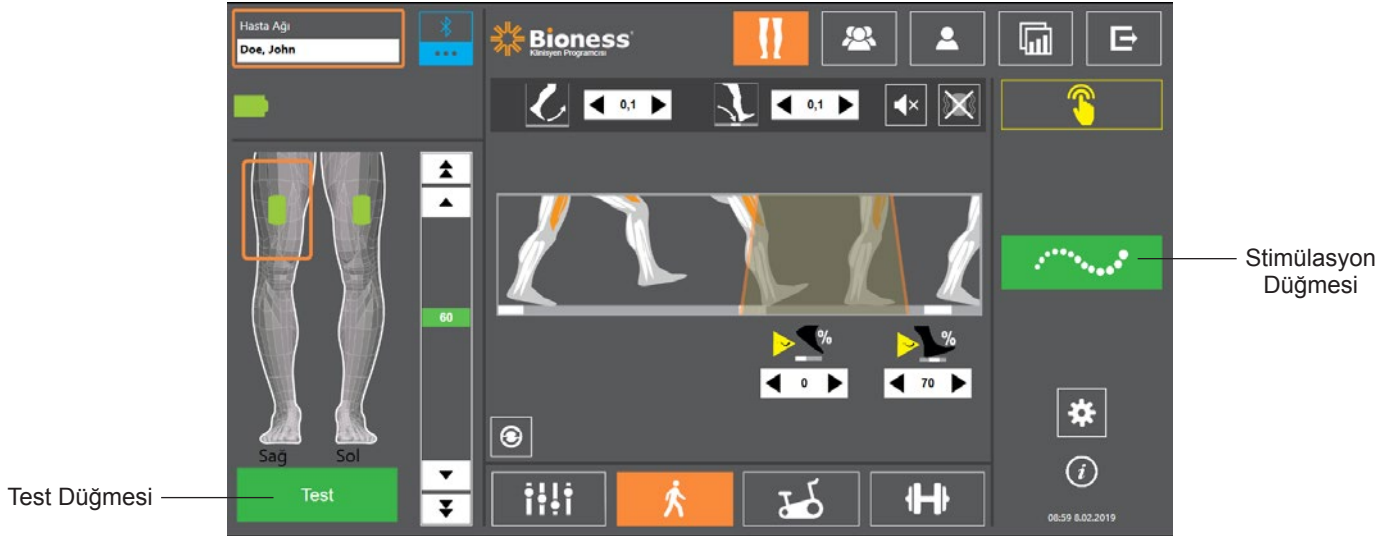 Hasta Ağı
Doe, John
Bioness
Klinisyen Programcısı
0,1
0,1
60
%
%
0
70
Sağ
Sol
Test
08:59 8.02.2019
Stimülasyon
Düğmesi
Test Düğmesi